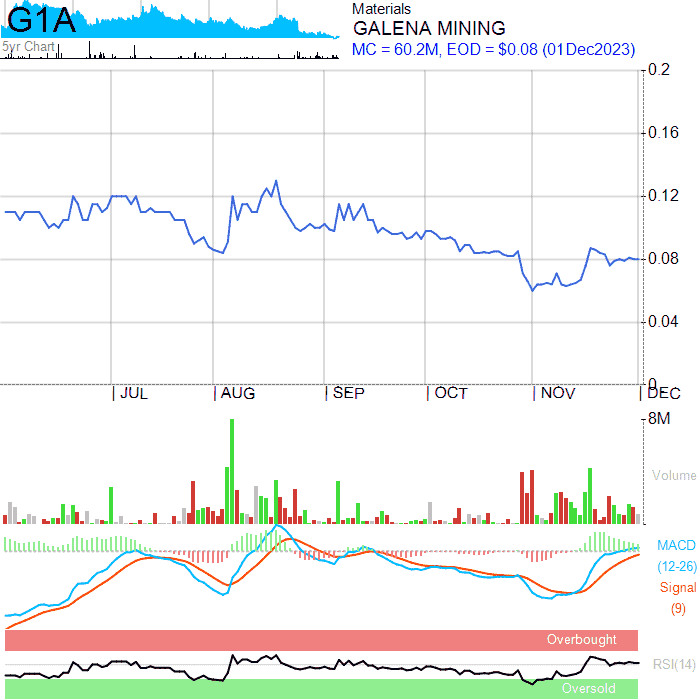 G1A
Materials
GALENA MINING
5yr Chart
MC = 60.2M, EOD = $0.08 (01Dec2023)
0.2
0.16
0.12
0.08
0.04
0
JUL AUG SEP OCT NOV DEC
8M
Volume
MACD
(12-26)
Signal
(9)
Overbought
RSI(14)
Oversold